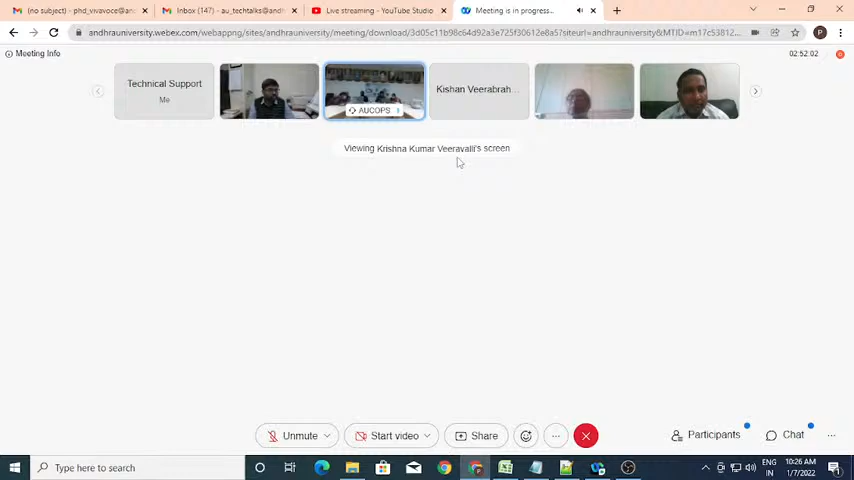 (no subject) - phd_vivavoce@an
Inbox (147) - au_techtalks@andh
Live streaming - YouTube Studio
Meeting is in progress...
andhrauniversity.webex.com/webappng/sites/andhrauniversity/meeting/download/3d05c11b98c64d92a3e725f30612e8a5?siteurl=andhrauniversity&MTID=m17c53812...
P
Meeting Info
02:52:02
Technical Support
Me
AUCOPS
Kishan Veerabrah...
Viewing Krishna Kumar Veeravalli's screen
Unmute
Start video
Share
Participants
Chat
Type here to search
ENG
IN
10:26 AM
1/7/2022